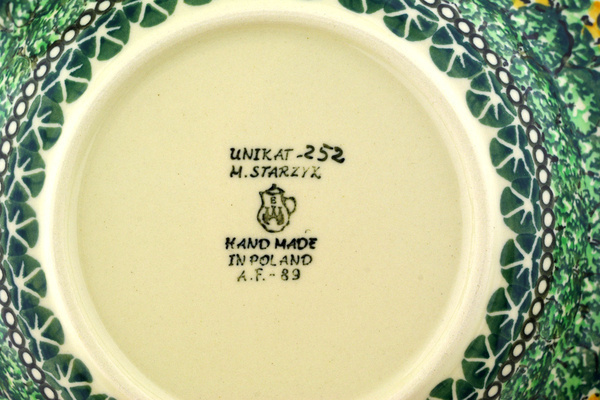 UNIKAT-252
M. STARZYK
HAND MADE
IN POLAND
A.F.-89